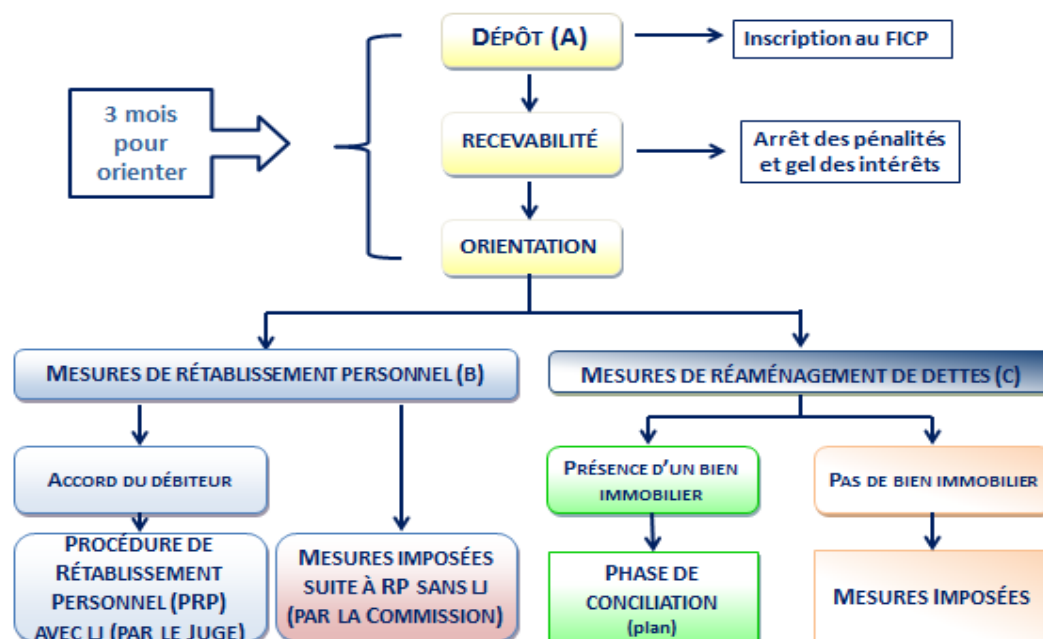 DÉPÔT (A)
Inscription au FICP
3 mois
pour
orienter
RECEVABILITÉ
Arrêt des pénalités
et gel des intérêts
ORIENTATION
MESURES DE RÉTABLISSEMENT PERSONNEL (B)
MESURES DE RÉAMÉNAGEMENT DE DETTES (C)
ACCORD DU DÉBITEUR
PRÉSENCE D'UN BIEN
IMMOBILIER
PAS DE BIEN IMMOBILIER
PROCÉDURE DE
RÉTABLISSEMENT
PERSONNEL (PRP)
AVEC LJ (PAR LE JUGE)
MESURES IMPOSÉES
SUITE À RP SANS LJ
(PAR LA COMMISSION)
PHASE DE
CONCILIATION
(plan)
MESURES IMPOSÉES